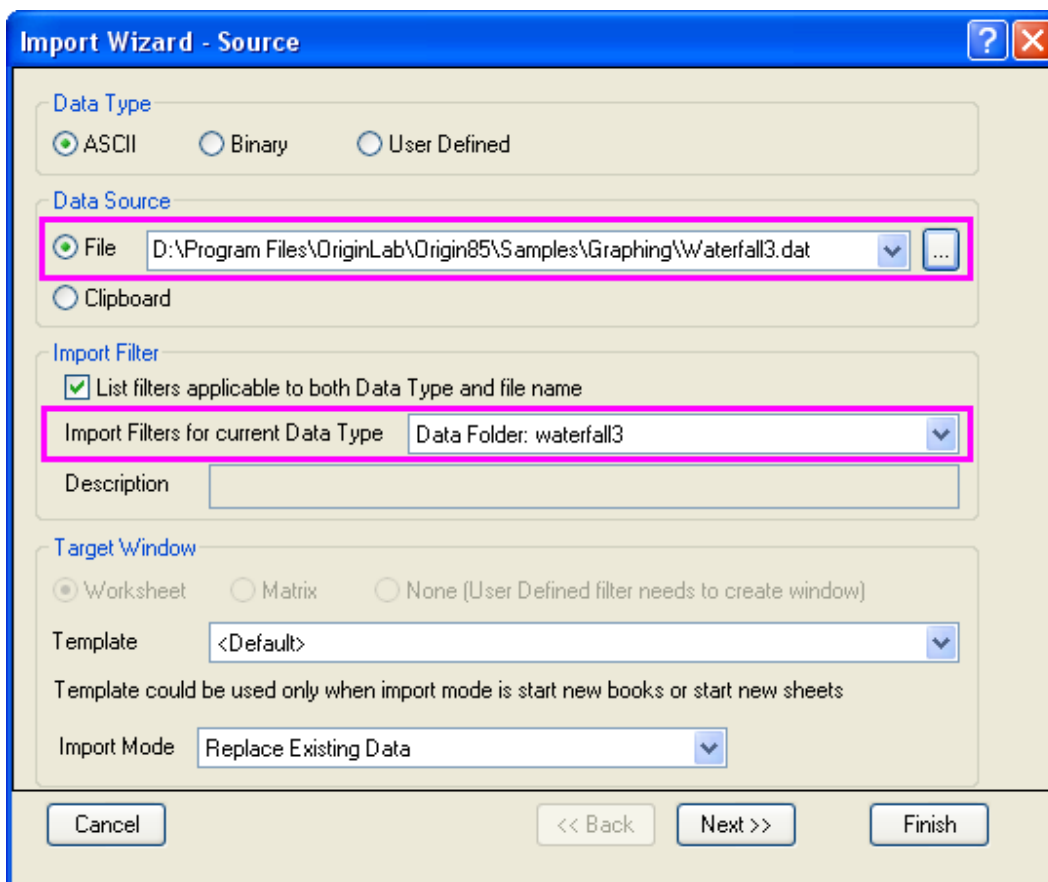 Import Wizard - Source
?
Data Type
ASCII Binary User Defined
Data Source
File D:\Program Files\OriginLab\Origin85\Samples\Graphing\Waterfall3.dat ...
Clipboard
Import Filter
List filters applicable to both Data Type and file name
Import Filters for current Data Type Data Folder: waterfall3
Description
Target Window
Worksheet Matrix None (User Defined filter needs to create window)
Template <Default>
Template could be used only when import mode is start new books or start new sheets
Import Mode Replace Existing Data
Cancel << Back Next >> Finish